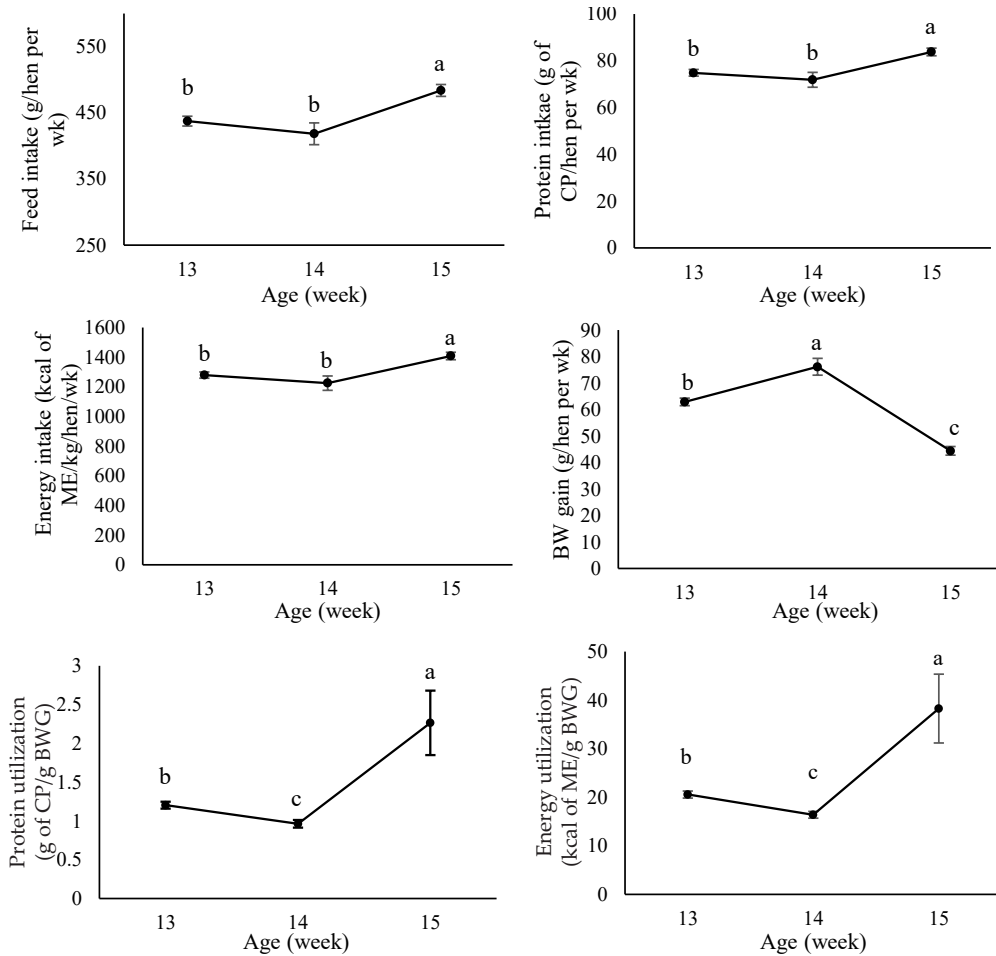 Feed intake (g/hen per
wk)
550
450
350
250
b
b
a
13
14
15
Age (week)
Protein intkae (g of
CP/hen per wk)
100
80
60
40
20
0
b
b
a
13
14
15
Age (week)
Energy intake (kcal of
ME/kg/hen/wk)
1600
1400
1200
1000
800
600
400
200
0
b
b
a
13
14
15
Age (week)
BW gain (g/hen per wk)
90
80
70
60
50
40
30
20
10
0
b
a
c
13
14
15
Age (week)
Protein utilization
(g of CP/g BWG)
3
2.5
2
1.5
1
0.5
0
b
c
a
13
14
15
Age (week)
Energy utilization
(kcal of ME/g BWG)
50
40
30
20
10
0
b
c
a
13
14
15
Age (week)